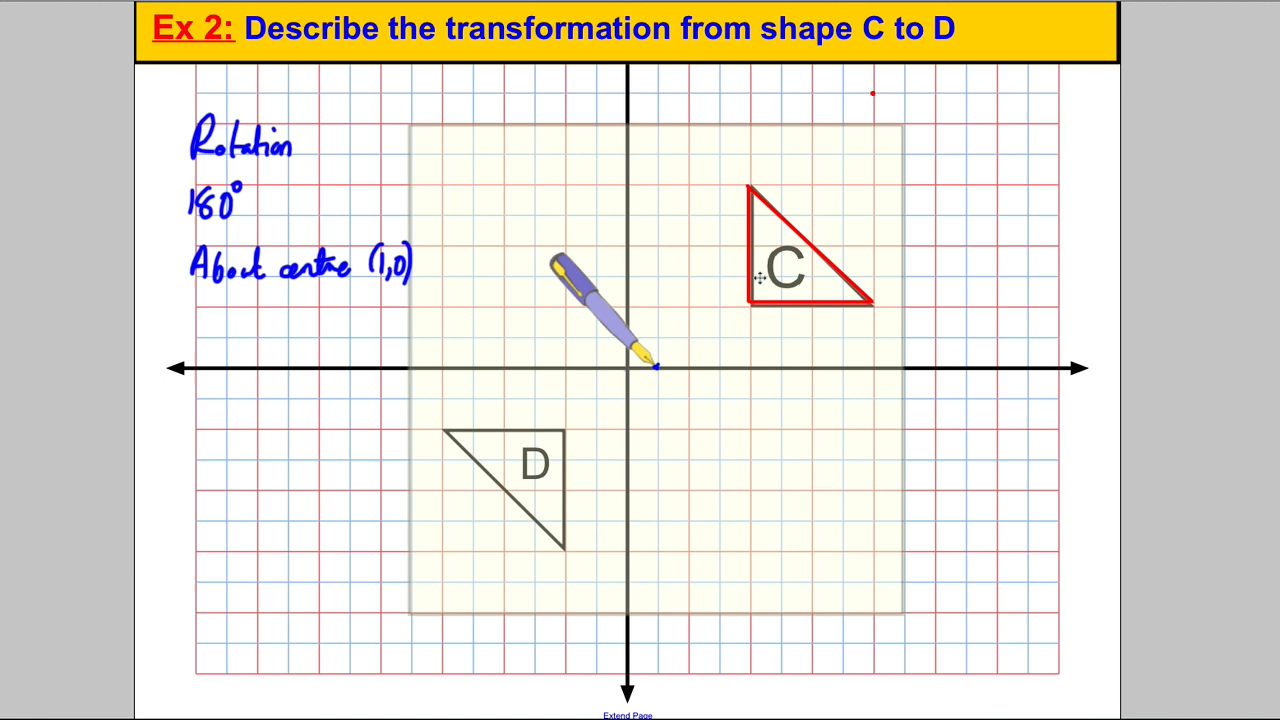 Ex 2: Describe the transformation from shape C to D
Rotation
180°
About centre (1,0)
C
D
Extend Page